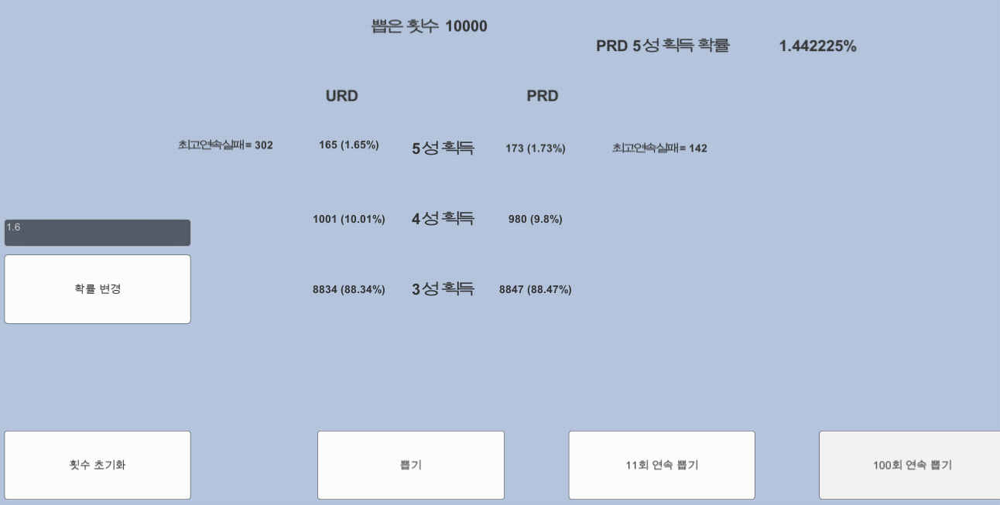 뽑은 횟수 10000
PRD 5성 획득 확률 1.442225%
URD PRD
최고연속실패= 302 165 (1.65%) 5성 획득 173 (1.73%) 최고연속실패= 142
1001 (10.01%) 4성 획득 980 (9.8%)
1.6
확률 변경
8834 (88.34%) 3성 획득 8847 (88.47%)
횟수 초기화 뽑기 11회 연속 뽑기 100회 연속 뽑기